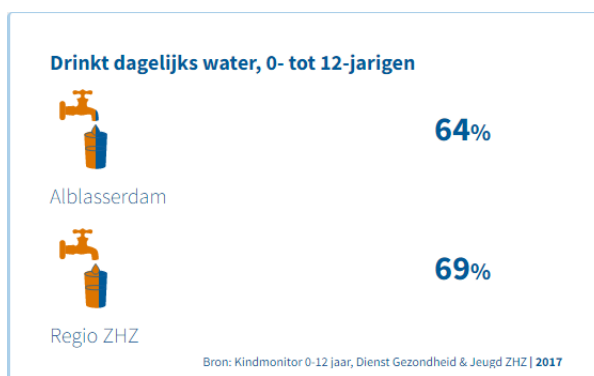 Drinkt dagelijks water, 0- tot 12-jarigen
64%
Alblasserdam
69%
Regio ZHZ
Bron: Kindmonitor 0-12 jaar, Dienst Gezondheid & Jeugd ZHZ | 2017